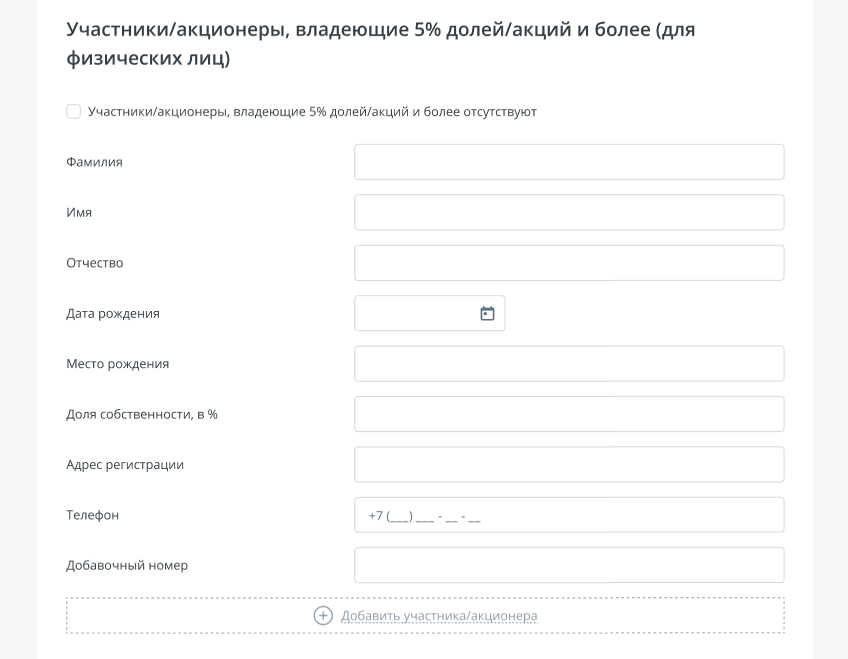 Участники/акционеры, владеющие 5% долей/акций и более (для
физических лиц)
Участники/акционеры, владеющие 5% долей/акций и более отсутствуют
Фамилия
Имя
Отчество
Дата рождения
Место рождения
Доля собственности, в %
Адрес регистрации
Телефон
+7 (___) ___ - __ - __
Добавочный номер
Добавить участника/акционера